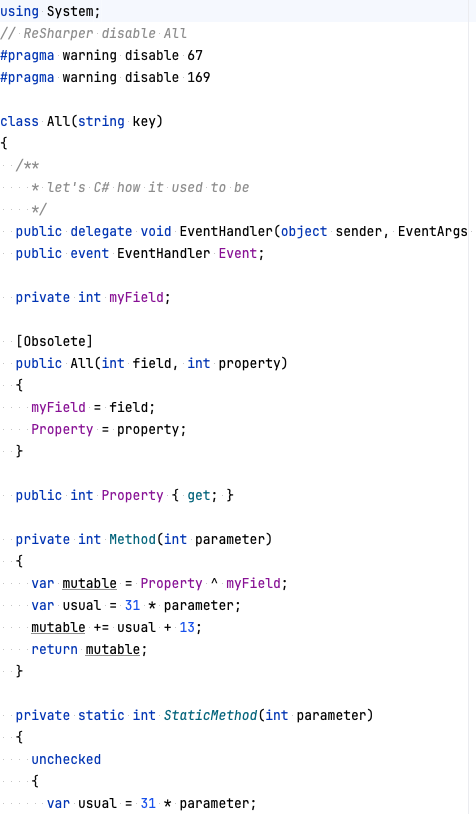 using System;
// ReSharper disable All
#pragma warning disable 67
#pragma warning disable 169

class All(string key)
{
  /**
    * let's C# how it used to be
    */
  public delegate void EventHandler(object sender, EventArgs
  public event EventHandler Event;

  private int myField;

  [Obsolete]
  public All(int field, int property)
  {
    myField = field;
    Property = property;
  }

  public int Property { get; }

  private int Method(int parameter)
  {
    var mutable = Property ^ myField;
    var usual = 31 * parameter;
    mutable += usual + 13;
    return mutable;
  }

  private static int StaticMethod(int parameter)
  {
    unchecked
    {
      var usual = 31 * parameter;